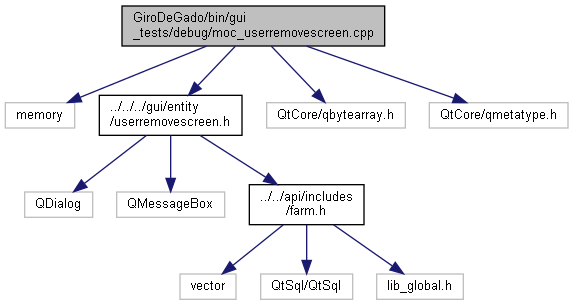 GiroDeGado/bin/gui
_tests/debug/moc_userremovescreen.cpp
memory
../../../gui/entity
/userremovescreen.h
QtCore/qbytearray.h
QtCore/qmetatype.h
QDialog
QMessageBox
../../api/includes
/farm.h
vector
QtSql/QtSql
lib_global.h